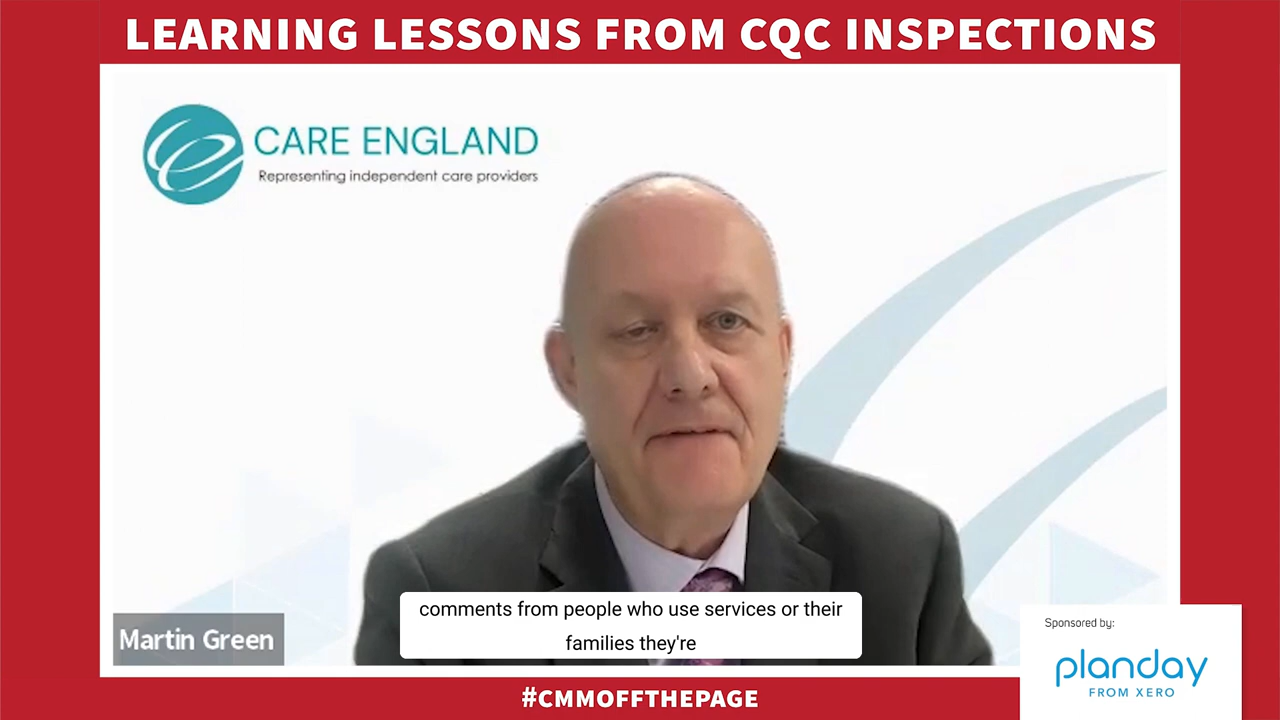 LEARNING LESSONS FROM CQC INSPECTIONS
CARE ENGLAND
Representing independent care providers
comments from people who use services or their
families they're
Martin Green
Sponsored by:
planday
FROM XERO
#CMMOFFTHEPAGE